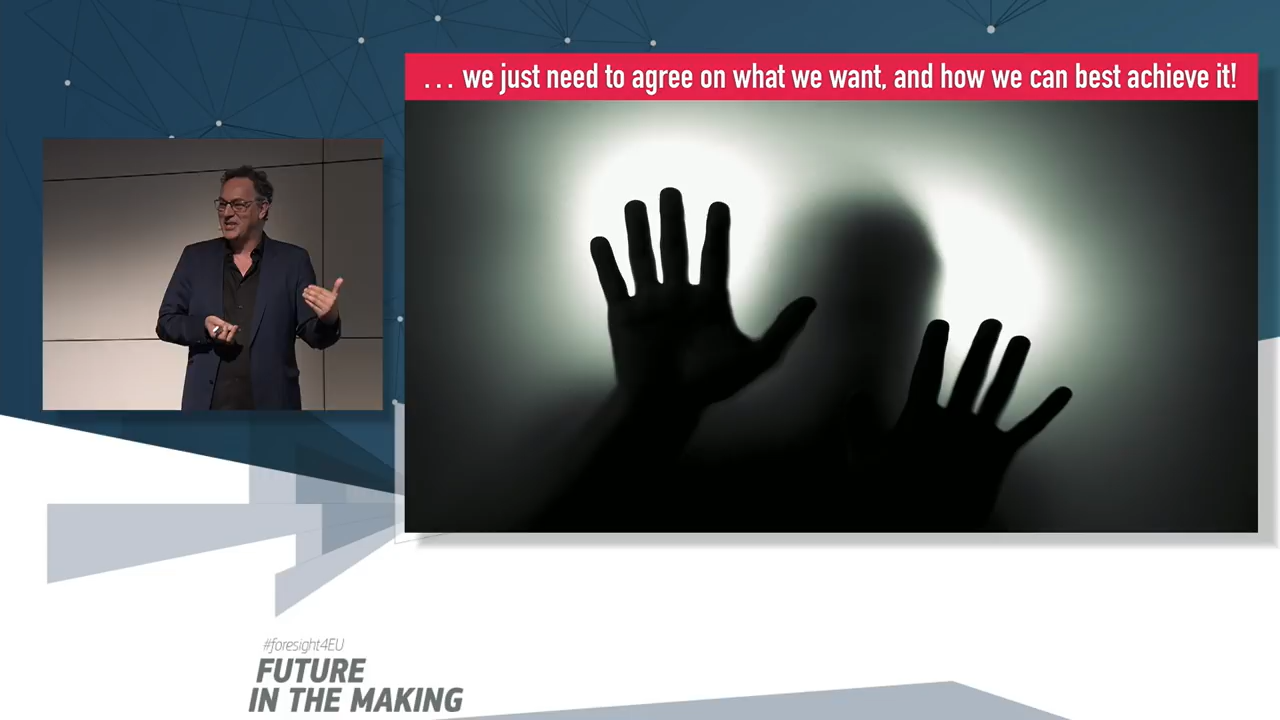 ... we just need to agree on what we want, and how we can best achieve it!
#foresight4EU
FUTURE
IN THE MAKING